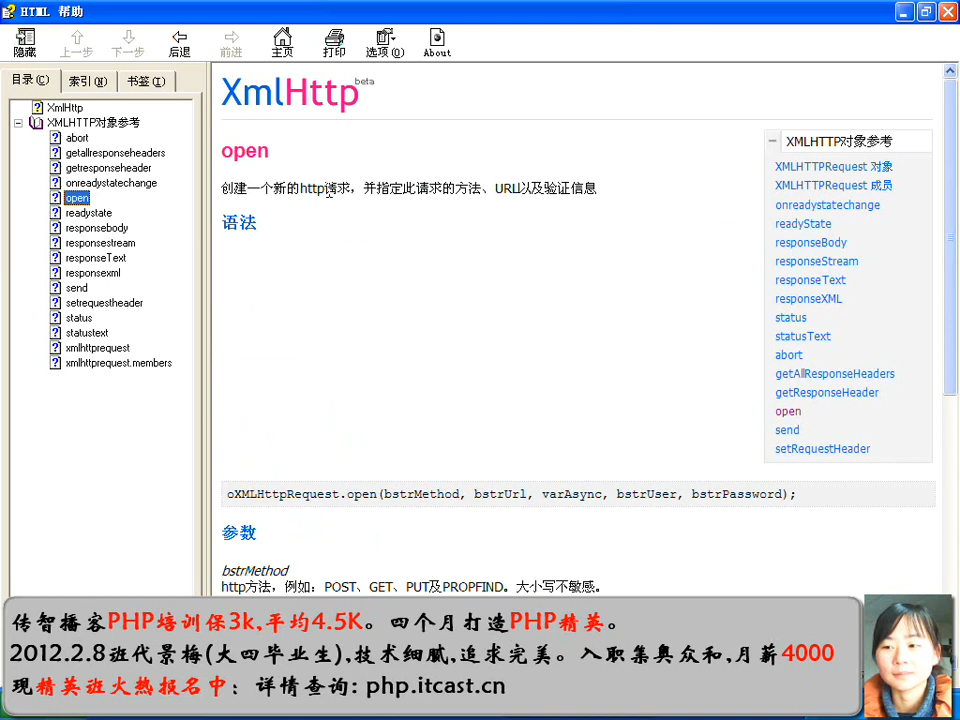 HTML 帮助
隐藏 上一步 下一步 后退 前进 主页 打印 选项(O) About
目录(C) 索引(N) 书签(I)
XmlHttp
XMLHTTP对象参考
abort
getallresponseheaders
getresponseheader
onreadystatechange
open
readystate
responsebody
responsestream
responseText
responsexml
send
setrequestheader
status
statustext
xmlhttprequest
xmlhttprequest.members
XmlHttp beta
open
创建一个新的http请求，并指定此请求的方法、URL以及验证信息
语法
XMLHTTP对象参考
XMLHTTPRequest 对象
XMLHTTPRequest 成员
onreadystatechange
readyState
responseBody
responseStream
responseText
responseXML
status
statusText
abort
getAllResponseHeaders
getResponseHeader
open
send
setRequestHeader
oXMLHttpRequest.open(bstrMethod, bstrUrl, varAsync, bstrUser, bstrPassword);
参数
bstrMethod
http方法，例如：POST、GET、PUT及PROPFIND。大小写不敏感。
传智播客PHP培训保3k,平均4.5K。四个月打造PHP精英。
2012.2.8班代景梅(大四毕业生),技术细腻,追求完美。入职集奥众和,月薪4000
现精英班火热报名中：详情查询: php.itcast.cn